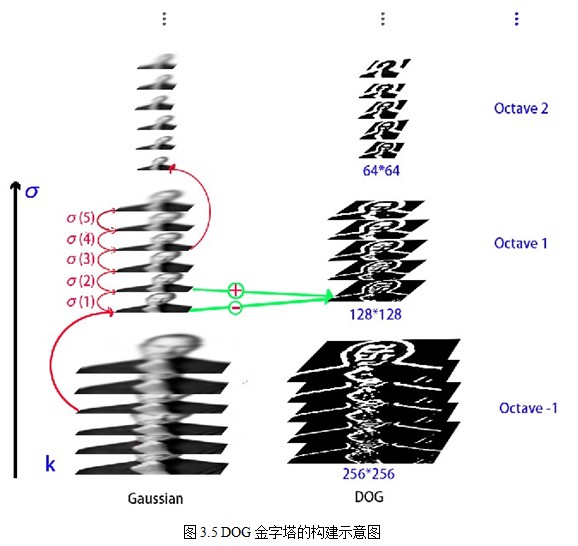 Octave 2
64*64
σ
σ(5)
σ(4)
σ(3)
σ(2)
σ(1)
Octave 1
+
-
128*128
Octave -1
k
256*256
Gaussian
DOG
图 3.5 DOG 金字塔的构建示意图